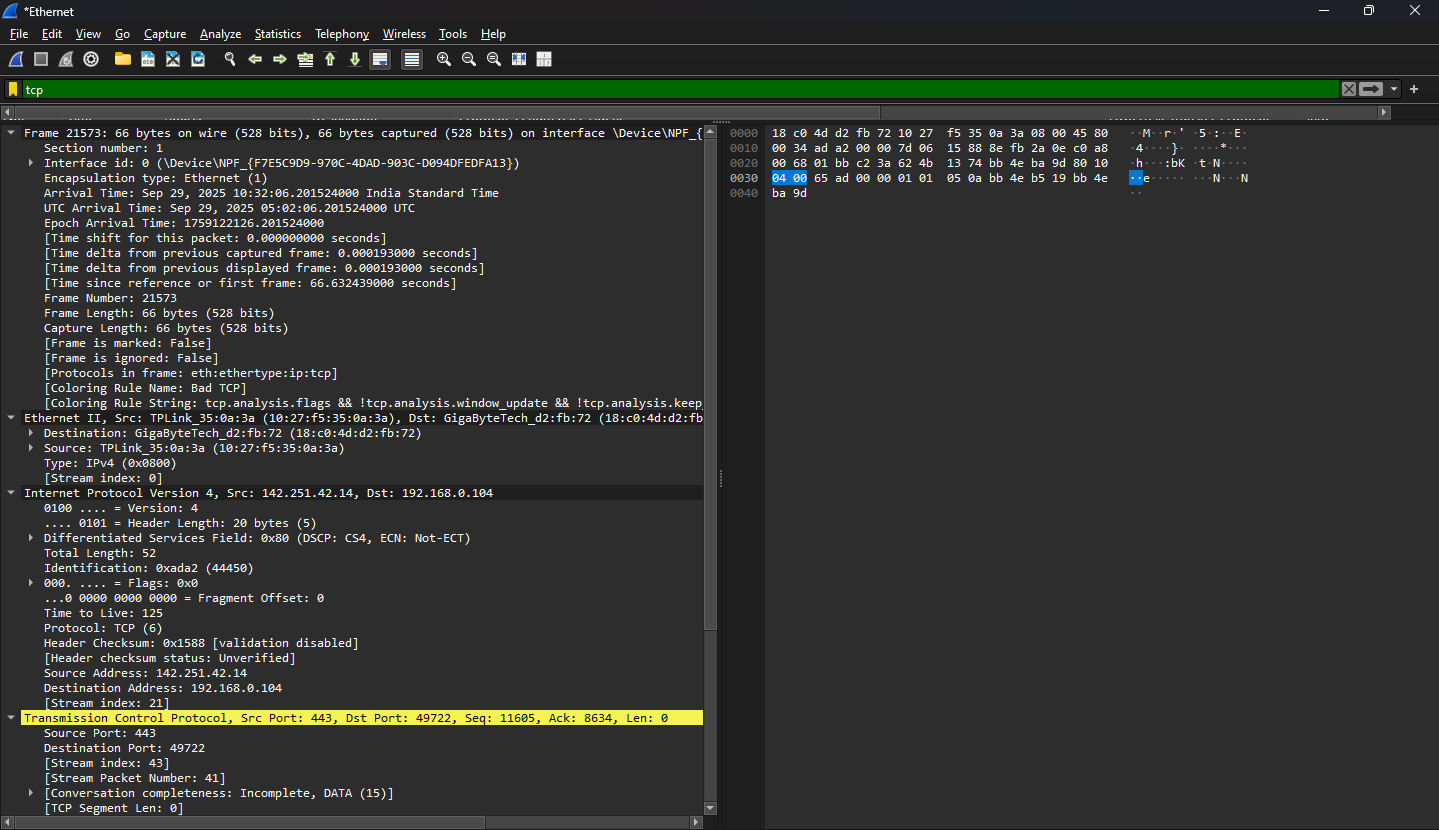 *Ethernet
File Edit View Go Capture Analyze Statistics Telephony Wireless Tools Help
tcp
Frame 21573: 66 bytes on wire (528 bits), 66 bytes captured (528 bits) on interface \Device\NPF_{
Section number: 1
Interface id: 0 (\Device\NPF_{F7E5C9D9-970C-4DAD-903C-D094DFEDFA13})
Encapsulation type: Ethernet (1)
Arrival Time: Sep 29, 2025 10:32:06.201524000 India Standard Time
UTC Arrival Time: Sep 29, 2025 05:02:06.201524000 UTC
Epoch Arrival Time: 1759122126.201524000
[Time shift for this packet: 0.000000000 seconds]
[Time delta from previous captured frame: 0.000193000 seconds]
[Time delta from previous displayed frame: 0.000193000 seconds]
[Time since reference or first frame: 66.632439000 seconds]
Frame Number: 21573
Frame Length: 66 bytes (528 bits)
Capture Length: 66 bytes (528 bits)
[Frame is marked: False]
[Frame is ignored: False]
[Protocols in frame: eth:ethertype:ip:tcp]
[Coloring Rule Name: Bad TCP]
[Coloring Rule String: tcp.analysis.flags && !tcp.analysis.window_update && !tcp.analysis.keep_
Ethernet II, Src: TPLink_35:0a:3a (10:27:f5:35:0a:3a), Dst: GigaByteTech_d2:fb:72 (18:c0:4d:d2:fb
Destination: GigaByteTech_d2:fb:72 (18:c0:4d:d2:fb:72)
Source: TPLink_35:0a:3a (10:27:f5:35:0a:3a)
Type: IPv4 (0x0800)
[Stream index: 0]
Internet Protocol Version 4, Src: 142.251.42.14, Dst: 192.168.0.104
0100 .... = Version: 4
.... 0101 = Header Length: 20 bytes (5)
Differentiated Services Field: 0x80 (DSCP: CS4, ECN: Not-ECT)
Total Length: 52
Identification: 0xada2 (44450)
000. .... = Flags: 0x0
...0 0000 0000 0000 = Fragment Offset: 0
Time to Live: 125
Protocol: TCP (6)
Header Checksum: 0x1588 [validation disabled]
[Header checksum status: Unverified]
Source Address: 142.251.42.14
Destination Address: 192.168.0.104
[Stream index: 21]
Transmission Control Protocol, Src Port: 443, Dst Port: 49722, Seq: 11605, Ack: 8634, Len: 0
Source Port: 443
Destination Port: 49722
[Stream index: 43]
[Stream Packet Number: 41]
[Conversation completeness: Incomplete, DATA (15)]
[TCP Segment Len: 0]
0000 18 c0 4d d2 fb 72 10 27 f5 35 0a 3a 08 00 45 80 ··M··r·' ·5·:··E·
0010 00 34 ad a2 00 00 7d 06 15 88 8e fb 2a 0e c0 a8 ·4····}· ····*···
0020 00 68 01 bb c2 3a 62 4b 13 74 bb 4e ba 9d 80 10 ·h···:bK ·t·N····
0030 04 00 65 ad 00 00 01 01 05 0a bb 4e b5 19 bb 4e ··e····· ···N···N
0040 ba 9d ··